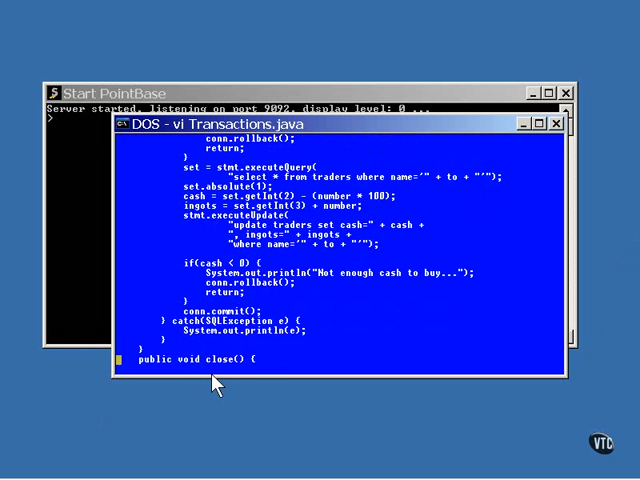 Start PointBase
Server started, listening on port 9092, display level: 0 ...
>
DOS - vi Transactions.java
conn.rollback();
return;
}
set = stmt.executeQuery(
"select * from traders where name='" + to + "'");
set.absolute(1);
cash = set.getInt(2) - (number * 100);
ingots = set.getInt(3) + number;
stmt.executeUpdate(
"update traders set cash=" + cash +
", ingots=" + ingots +
"where name='" + to + "'");
if(cash < 0) {
System.out.println("Not enough cash to buy...");
conn.rollback();
return;
}
conn.commit();
} catch(SQLException e) {
System.out.println(e);
}
}
public void close() {
VTC